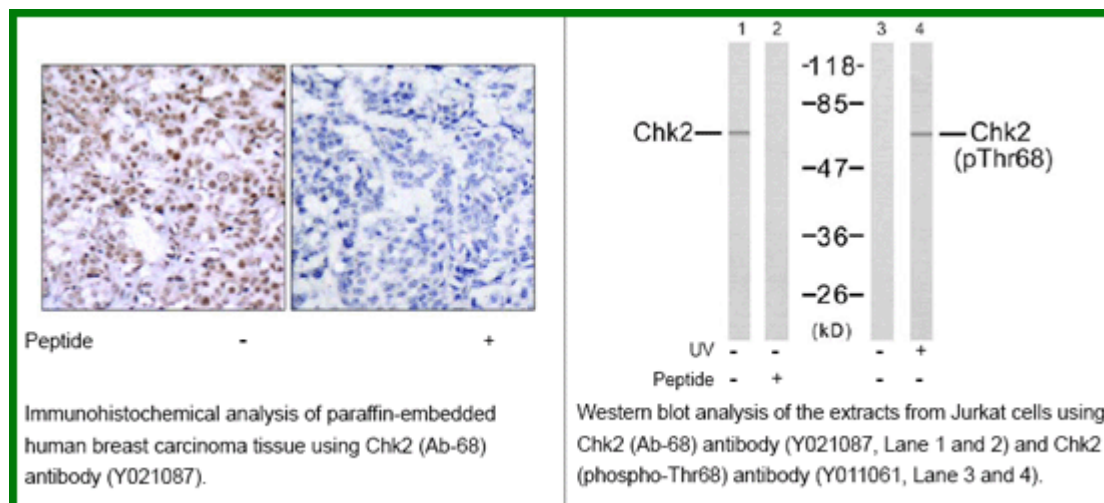 Peptide - +
Immunohistochemical analysis of paraffin-embedded
human breast carcinoma tissue using Chk2 (Ab-68)
antibody (Y021087).
1 2 3 4
-118-
-85-
Chk2 Chk2
(pThr68)
-47-
-36-
-26-
(kD)
UV - - +
Peptide - + - -
Western blot analysis of the extracts from Jurkat cells using
Chk2 (Ab-68) antibody (Y021087, Lane 1 and 2) and Chk2
(phospho-Thr68) antibody (Y011061, Lane 3 and 4).